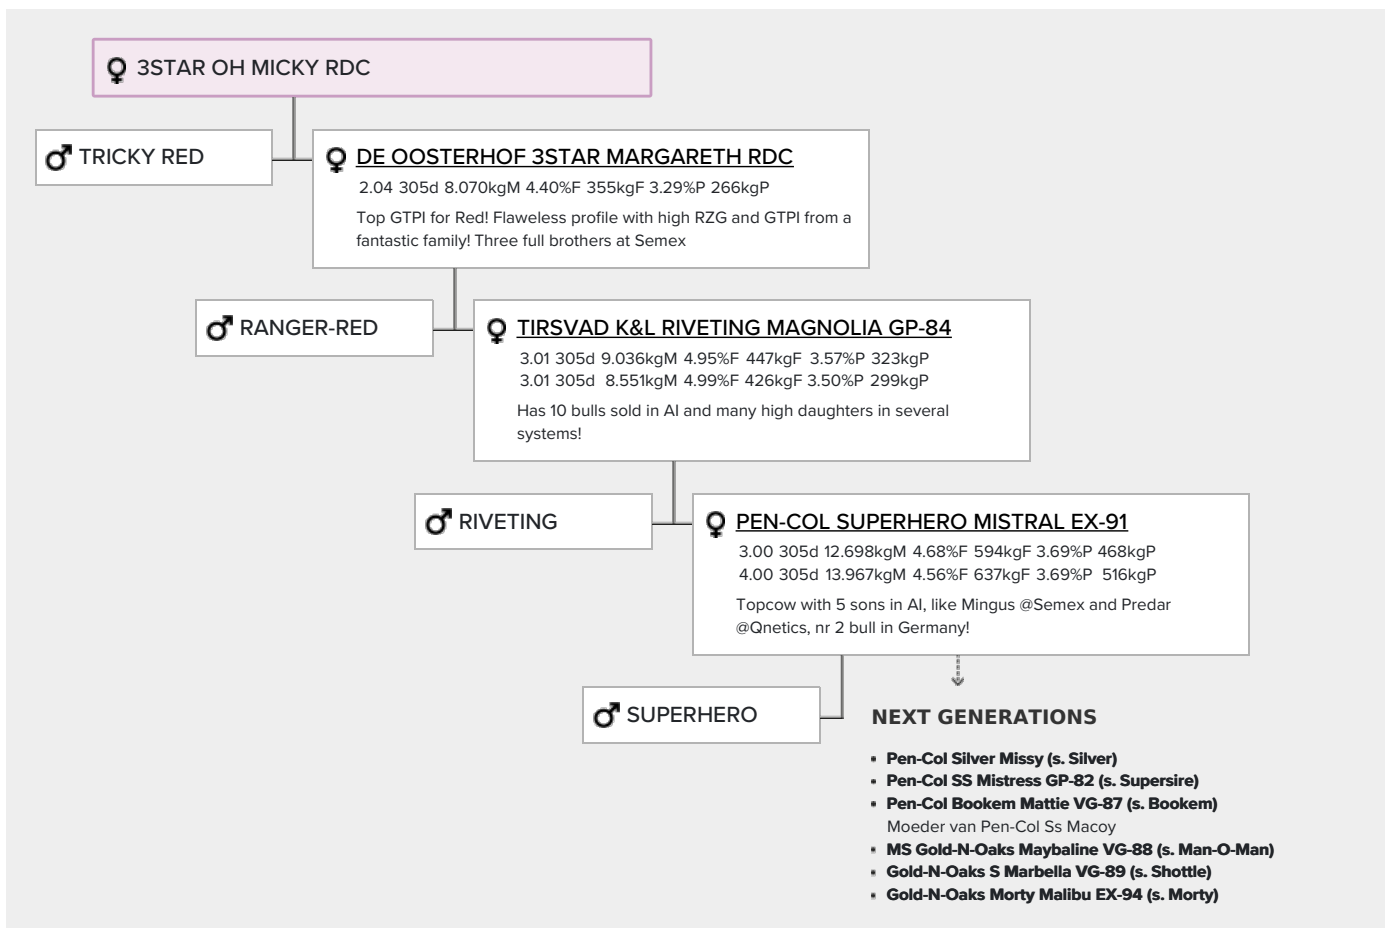 3STAR OH MICKY RDC
TRICKY RED
DE OOSTERHOF 3STAR MARGARETH RDC
2.04 305d 8.070kgM 4.40%F 355kgF 3.29%P 266kgP
Top GTPI for Red! Flaweless profile with high RZG and GTPI from a
fantastic family! Three full brothers at Semex
RANGER-RED
TIRSVAD K&L RIVETING MAGNOLIA GP-84
3.01 305d 9.036kgM 4.95%F 447kgF 3.57%P 323kgP
3.01 305d 8.551kgM 4.99%F 426kgF 3.50%P 299kgP
Has 10 bulls sold in AI and many high daughters in several
systems!
RIVETING
PEN-COL SUPERHERO MISTRAL EX-91
3.00 305d 12.698kgM 4.68%F 594kgF 3.69%P 468kgP
4.00 305d 13.967kgM 4.56%F 637kgF 3.69%P 516kgP
Topcow with 5 sons in AI, like Mingus @Semex and Predar
@Qnetics, nr 2 bull in Germany!
SUPERHERO
NEXT GENERATIONS
Pen-Col Silver Missy (s. Silver)
Pen-Col SS Mistress GP-82 (s. Supersire)
Pen-Col Bookem Mattie VG-87 (s. Bookem)
Moeder van Pen-Col Ss Macoy
MS Gold-N-Oaks Maybaline VG-88 (s. Man-O-Man)
Gold-N-Oaks S Marbella VG-89 (s. Shottle)
Gold-N-Oaks Morty Malibu EX-94 (s. Morty)